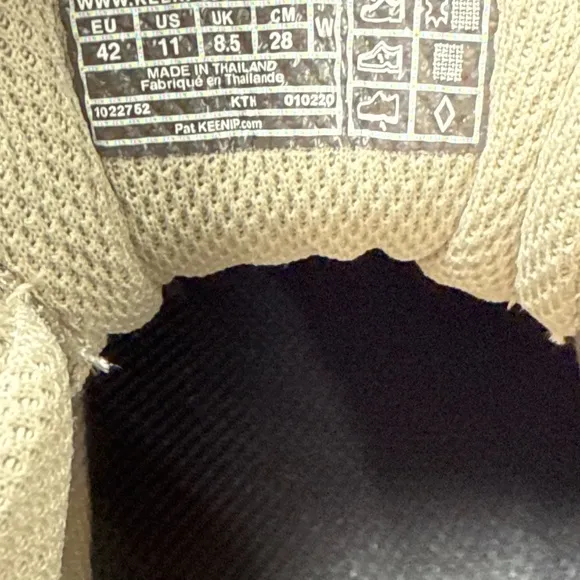 EU US UK CM W
42 11 8.5 28
MADE IN THAILAND
Fabriqué en Thaïlande
1022752 KTH 010220
Pat KEENIP.com